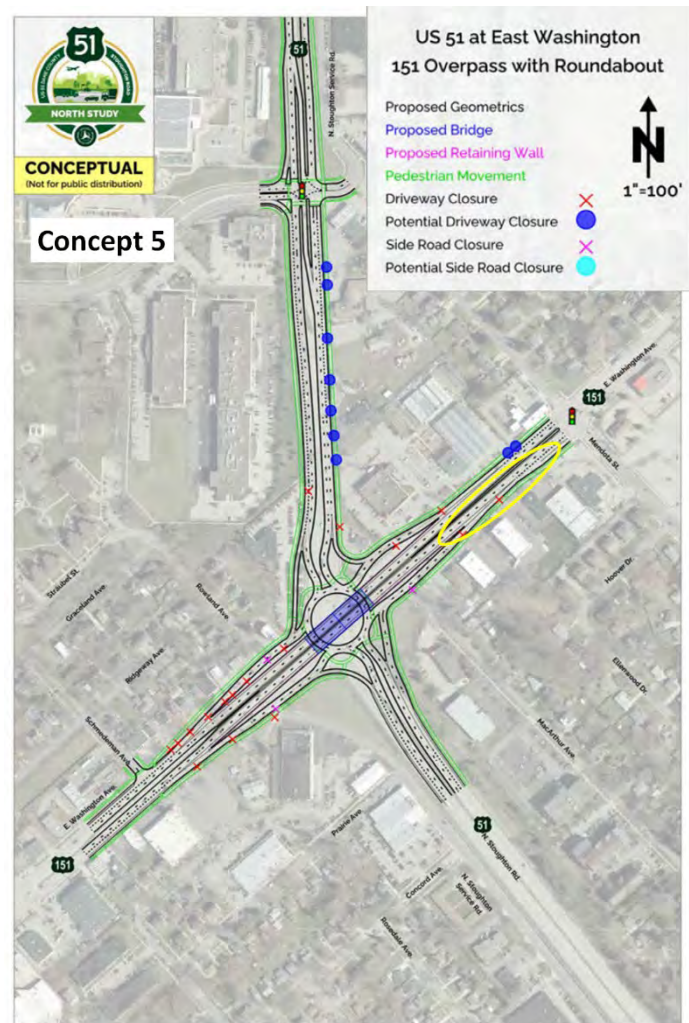 51
NORTH STUDY
CONCEPTUAL
(Not for public distribution)
Concept 5
US 51 at East Washington
151 Overpass with Roundabout
Proposed Geometrics
Proposed Bridge
Proposed Retaining Wall
Pedestrian Movement
Driveway Closure
Potential Driveway Closure
Side Road Closure
Potential Side Road Closure
N
1"=100'
51
N. Stoughton Service Rd.
E. Washington Ave.
151
Mendota St.
Hoover Dr.
Straubel St.
Graceland Ave.
Rowland Ave.
Ridgeway Ave.
Ellenwood Dr.
MacArthur Ave.
Schmedeman Ave.
E. Washington Ave.
151
Prairie Ave.
51
N. Stoughton Rd.
Concord Ave.
N. Stoughton
Service Rd
Rosedale Ave.